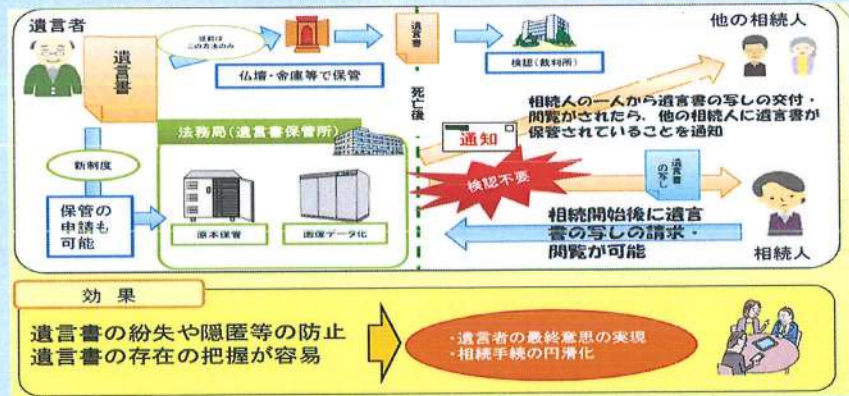 遺言者
遺言書
従前は
この方法のみ
仏壇・金庫等で保管
遺言書
検認(裁判所)
他の相続人
死亡後
相続人の一人から遺言書の写しの交付・
閲覧がされたら,他の相続人に遺言書が
保管されていることを通知
通知
法務局(遺言書保管所)
新制度
保管の
申請も
可能
原本保管
画像データ化
検認不要
遺言書
の写し
相続開始後に遺言
書の写しの請求・
閲覧が可能
相続人
効果
遺言書の紛失や隠匿等の防止
遺言書の存在の把握が容易
・遺言者の最終意思の実現
・相続手続の円滑化